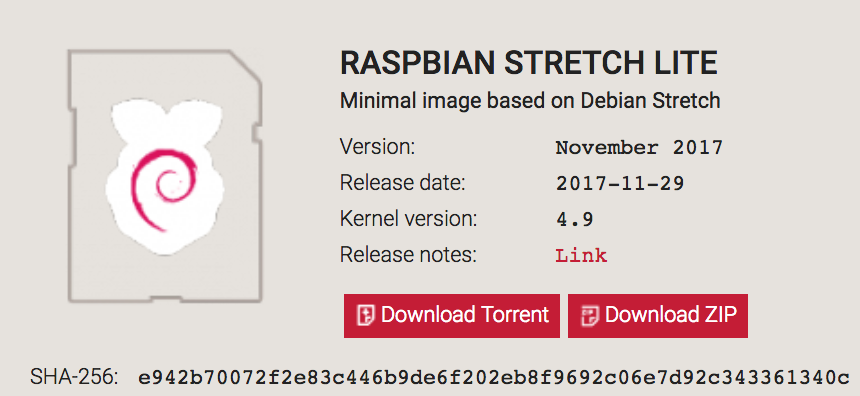 RASPBIAN STRETCH LITE
Minimal image based on Debian Stretch
Version: November 2017
Release date: 2017-11-29
Kernel version: 4.9
Release notes: Link
Download Torrent Download ZIP
SHA-256: e942b70072f2e83c446b9de6f202eb8f9692c06e7d92c343361340c